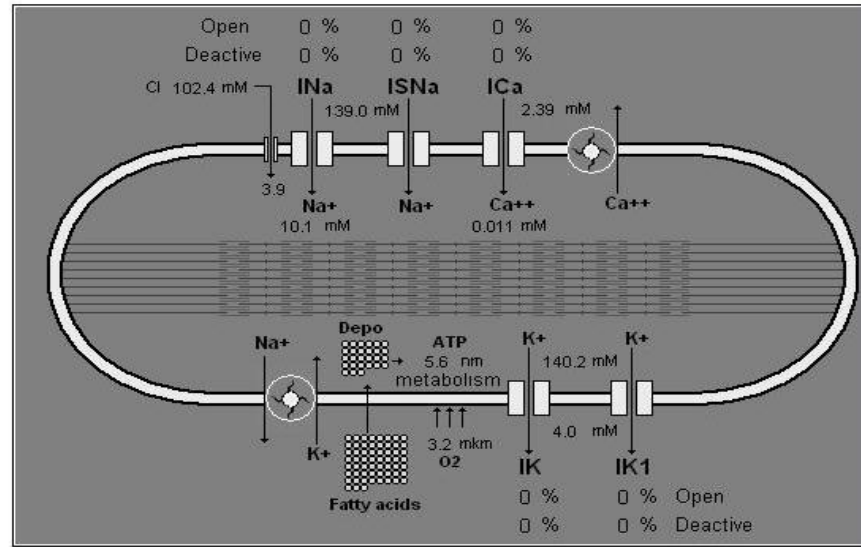 Open 0 % 0 % 0 %
Deactive 0 % 0 % 0 %
Cl 102.4 mM INa ISNa ICa
139.0 mM 2.39 mM
3.9
Na+ Na+ Ca++ Ca++
10.1 mM 0.011 mM
Depo
Na+ ATP K+ K+
5.6 nm 140.2 mM
metabolism
3.2 mkm 4.0 mM
K+ O2 IK IK1
Fatty acids 0 % 0 % Open
0 % 0 % Deactive